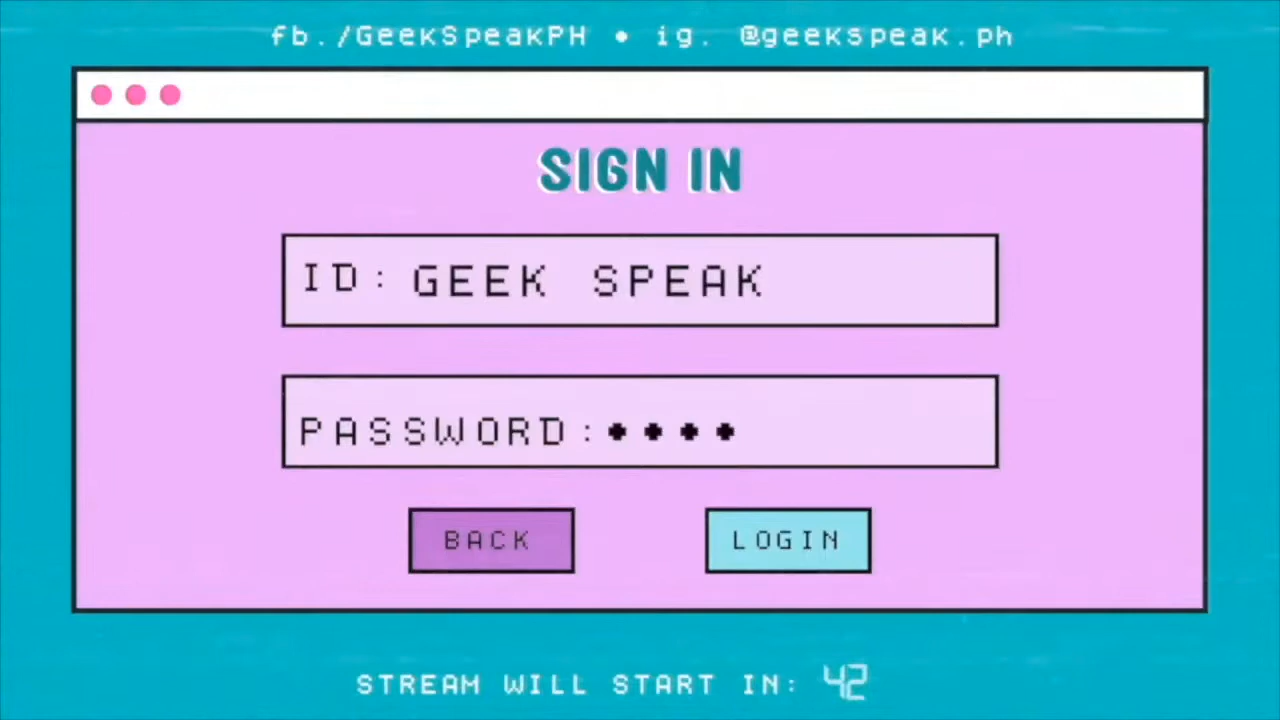 fb./GeekSpeakPH • ig. @geekspeak.ph
SIGN IN
ID: GEEK SPEAK
PASSWORD:••••
BACK
LOGIN
STREAM WILL START IN: 42